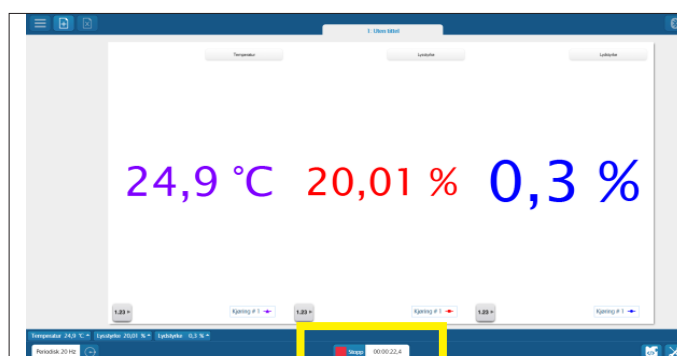 1. Uten tittel
Temperatur
Lysstyrke
Lydstyrke
24,9 °C
20,01 %
0,3 %
1.23
Kjøring # 1
1.23
Kjøring # 1
1.23
Kjøring # 1
Temperatur 24,9 °C Lysstyrke 20,01 % Lydstyrke 0,3 %
Periodisk 20 Hz
Stopp
00:00:22,4